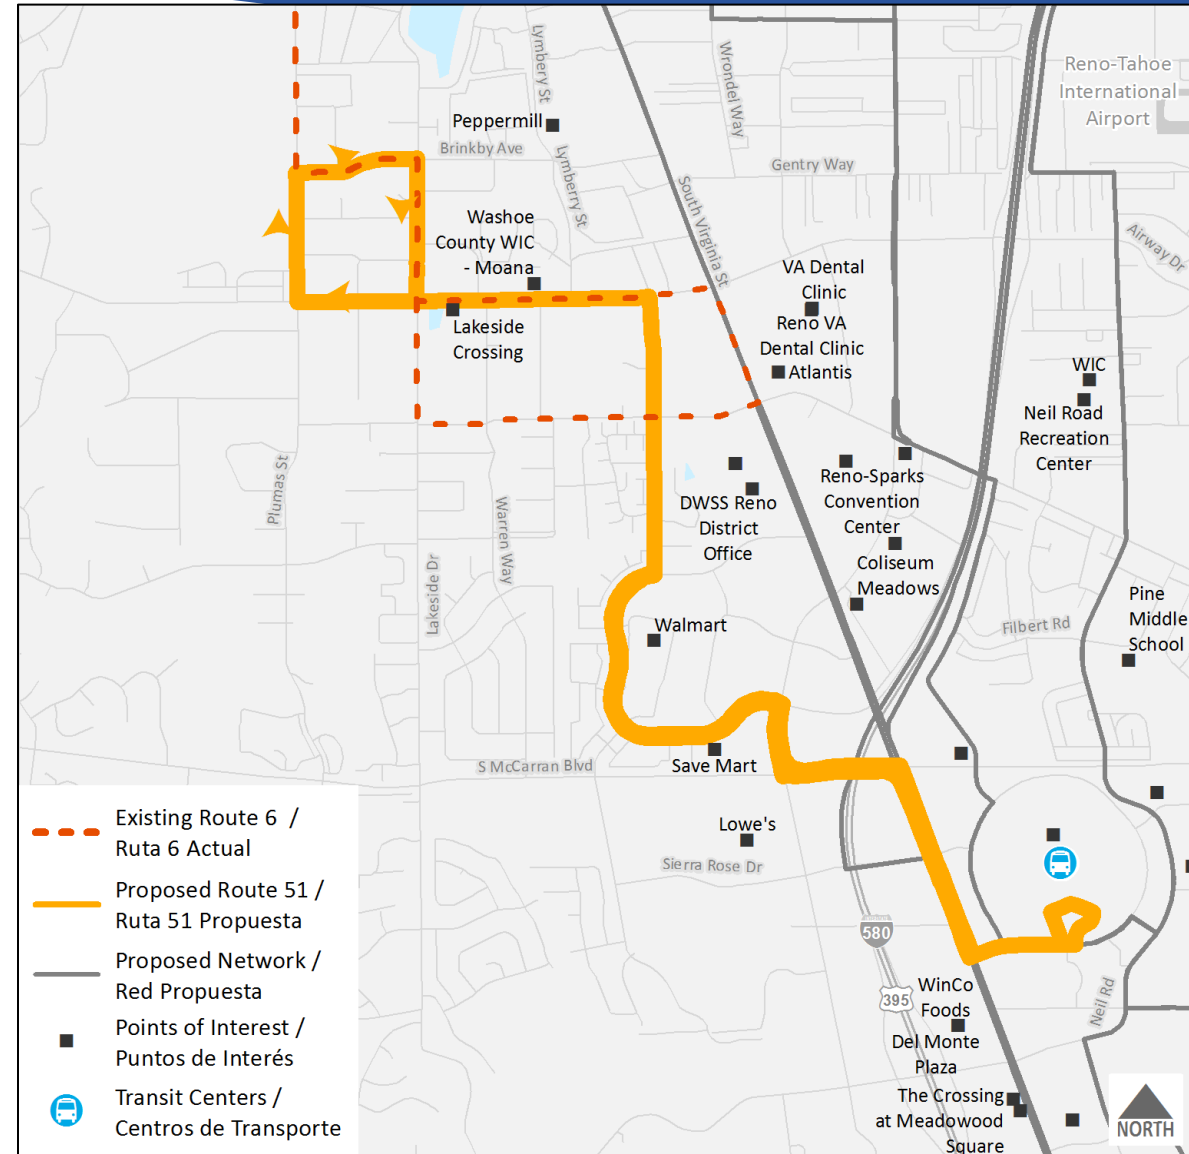 Lymbery St
Wrondel Way
Reno-Tahoe
International
Airport
Peppermill
Brinkby Ave
Lymberry St
Gentry Way
South Virginia St
Washoe
County WIC
- Moana
Airway Dr
VA Dental
Clinic
Reno VA
Dental Clinic
Atlantis
Lakeside
Crossing
WIC
Neil Road
Recreation
Center
Plumas St
Warren Way
Lakeside Dr
DWSS Reno
District
Office
Reno-Sparks
Convention
Center
Coliseum
Meadows
Walmart
Filbert Rd
Pine
Middle
School
S McCarran Blvd
Save Mart
Lowe's
Sierra Rose Dr
580
395
WinCo
Foods
Del Monte
Plaza
Neil Rd
The Crossing
at Meadowood
Square
NORTH
Existing Route 6 /
Ruta 6 Actual
Proposed Route 51 /
Ruta 51 Propuesta
Proposed Network /
Red Propuesta
Points of Interest /
Puntos de Interés
Transit Centers /
Centros de Transporte